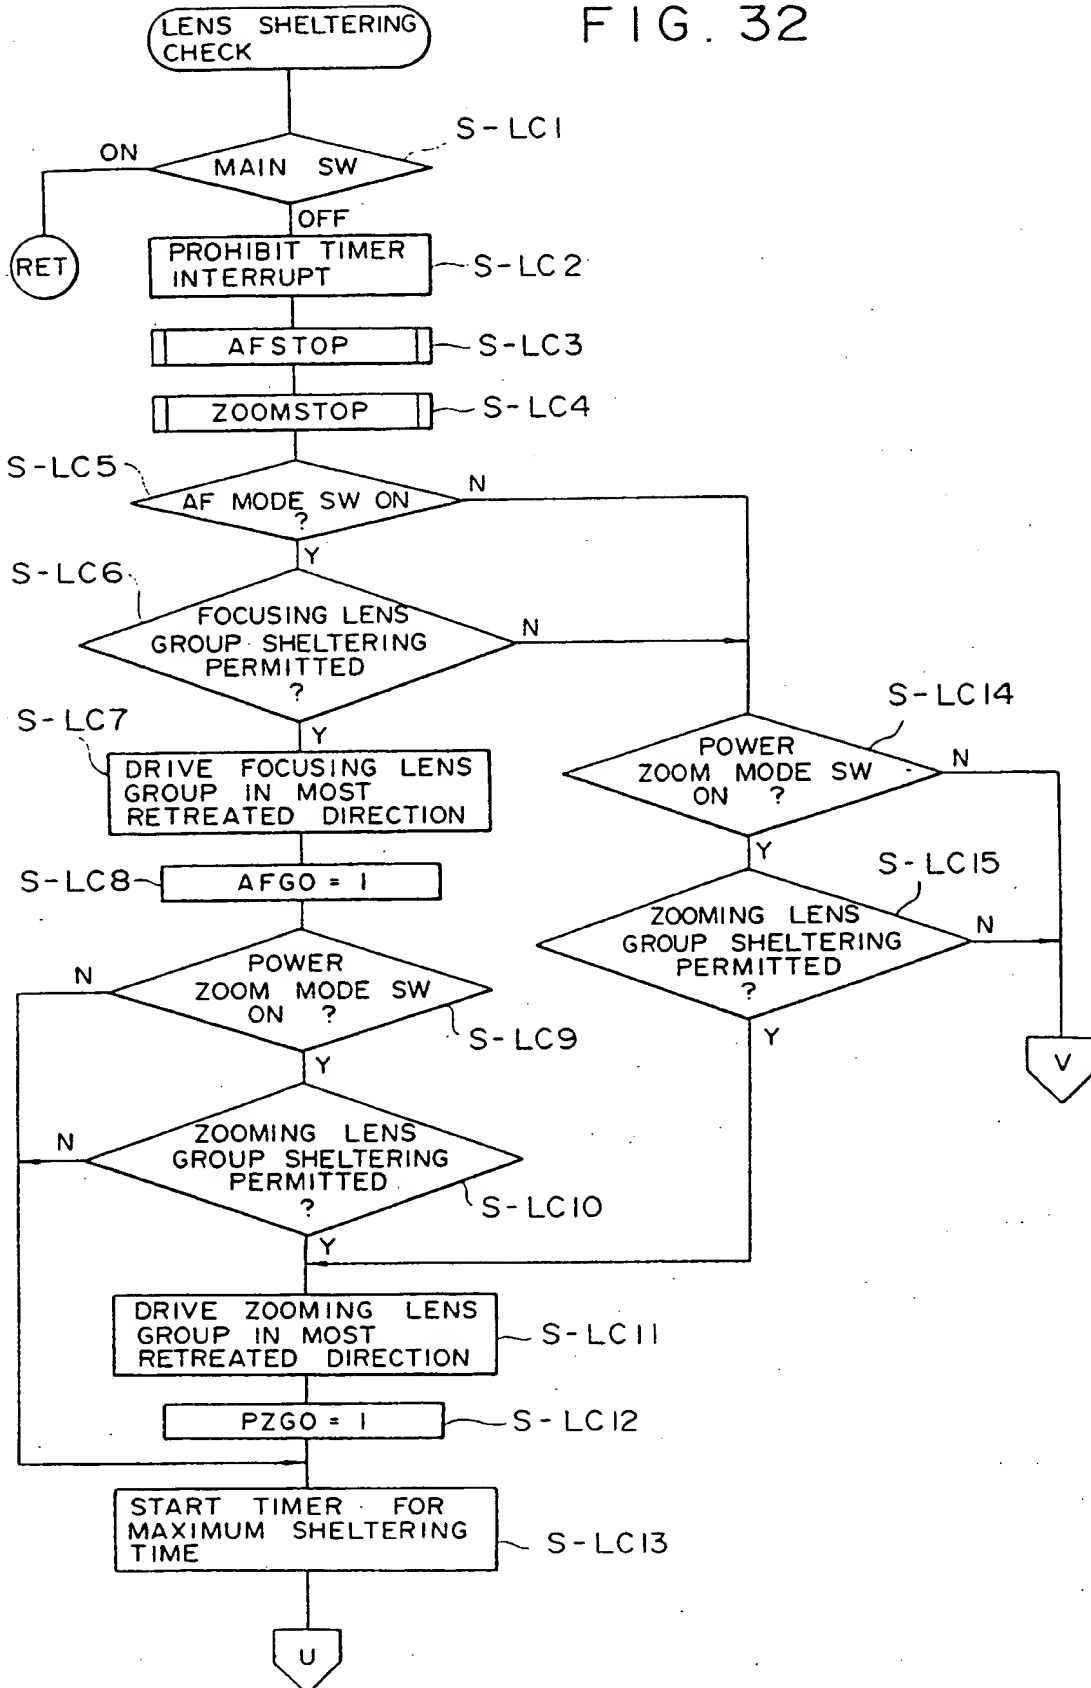 FIG. 32
LENS SHELTERING
CHECK
S-LC1
ON
MAIN SW
OFF
RET
PROHIBIT TIMER
INTERRUPT
S-LC2
AFSTOP
S-LC3
ZOOMSTOP
S-LC4
S-LC5
AF MODE SW ON
?
N
Y
S-LC6
FOCUSING LENS
GROUP SHELTERING
PERMITTED
?
N
Y
S-LC7
DRIVE FOCUSING LENS
GROUP IN MOST
RETREATED DIRECTION
S-LC14
POWER
ZOOM MODE SW
ON ?
N
Y
S-LC8
AFGO = 1
S-LC15
ZOOMING LENS
GROUP SHELTERING
PERMITTED
?
N
Y
V
POWER
ZOOM MODE SW
ON ?
N
S-LC9
Y
ZOOMING LENS
GROUP SHELTERING
PERMITTED
?
N
S-LC10
Y
DRIVE ZOOMING LENS
GROUP IN MOST
RETREATED DIRECTION
S-LC11
PZGO = 1
S-LC12
START TIMER FOR
MAXIMUM SHELTERING
TIME
S-LC13
U